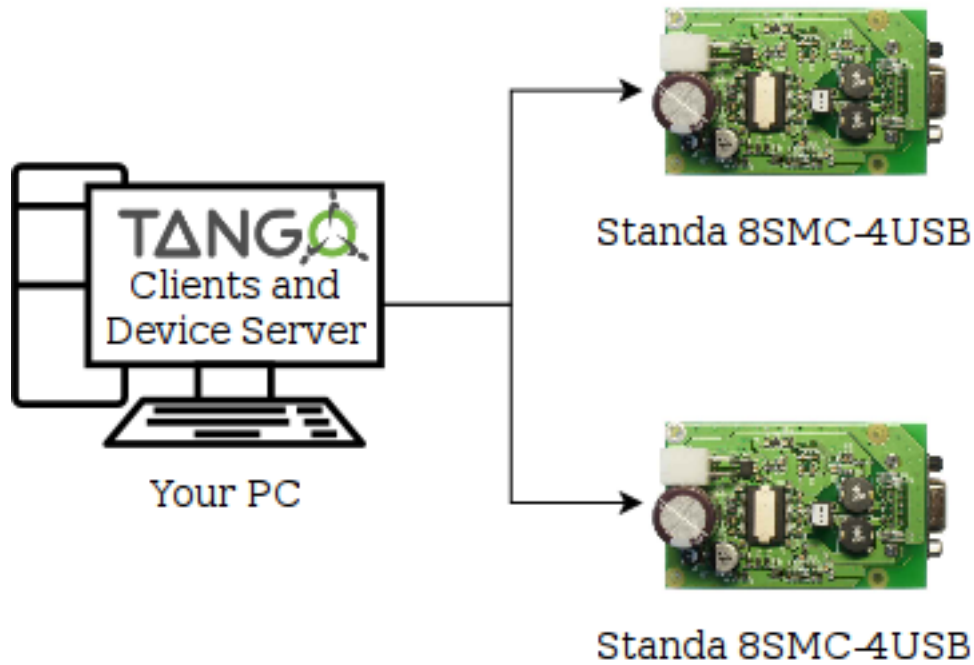 TANGO
Clients and
Device Server
Your PC
Standa 8SMC-4USB
Standa 8SMC-4USB